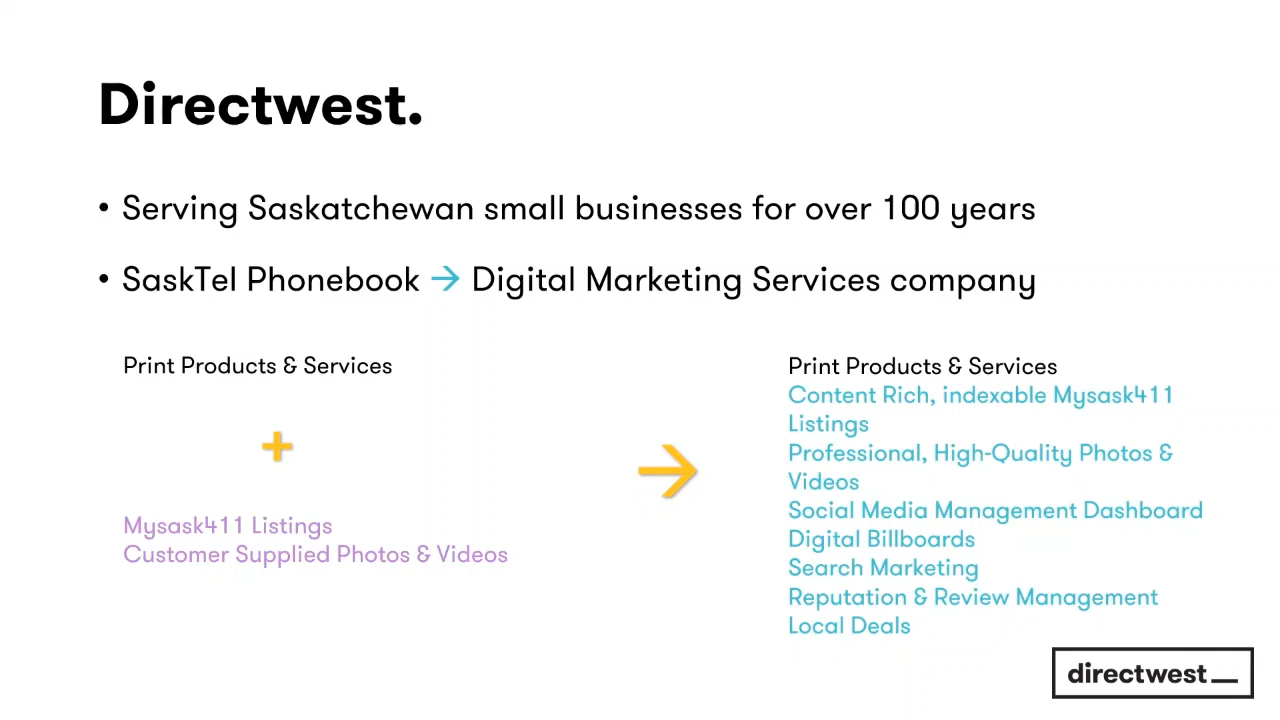 Directwest.
• Serving Saskatchewan small businesses for over 100 years
• SaskTel Phonebook → Digital Marketing Services company
Print Products & Services
+
Mysask411 Listings
Customer Supplied Photos & Videos
→
Print Products & Services
Content Rich, indexable Mysask411
Listings
Professional, High-Quality Photos &
Videos
Social Media Management Dashboard
Digital Billboards
Search Marketing
Reputation & Review Management
Local Deals
directwest__